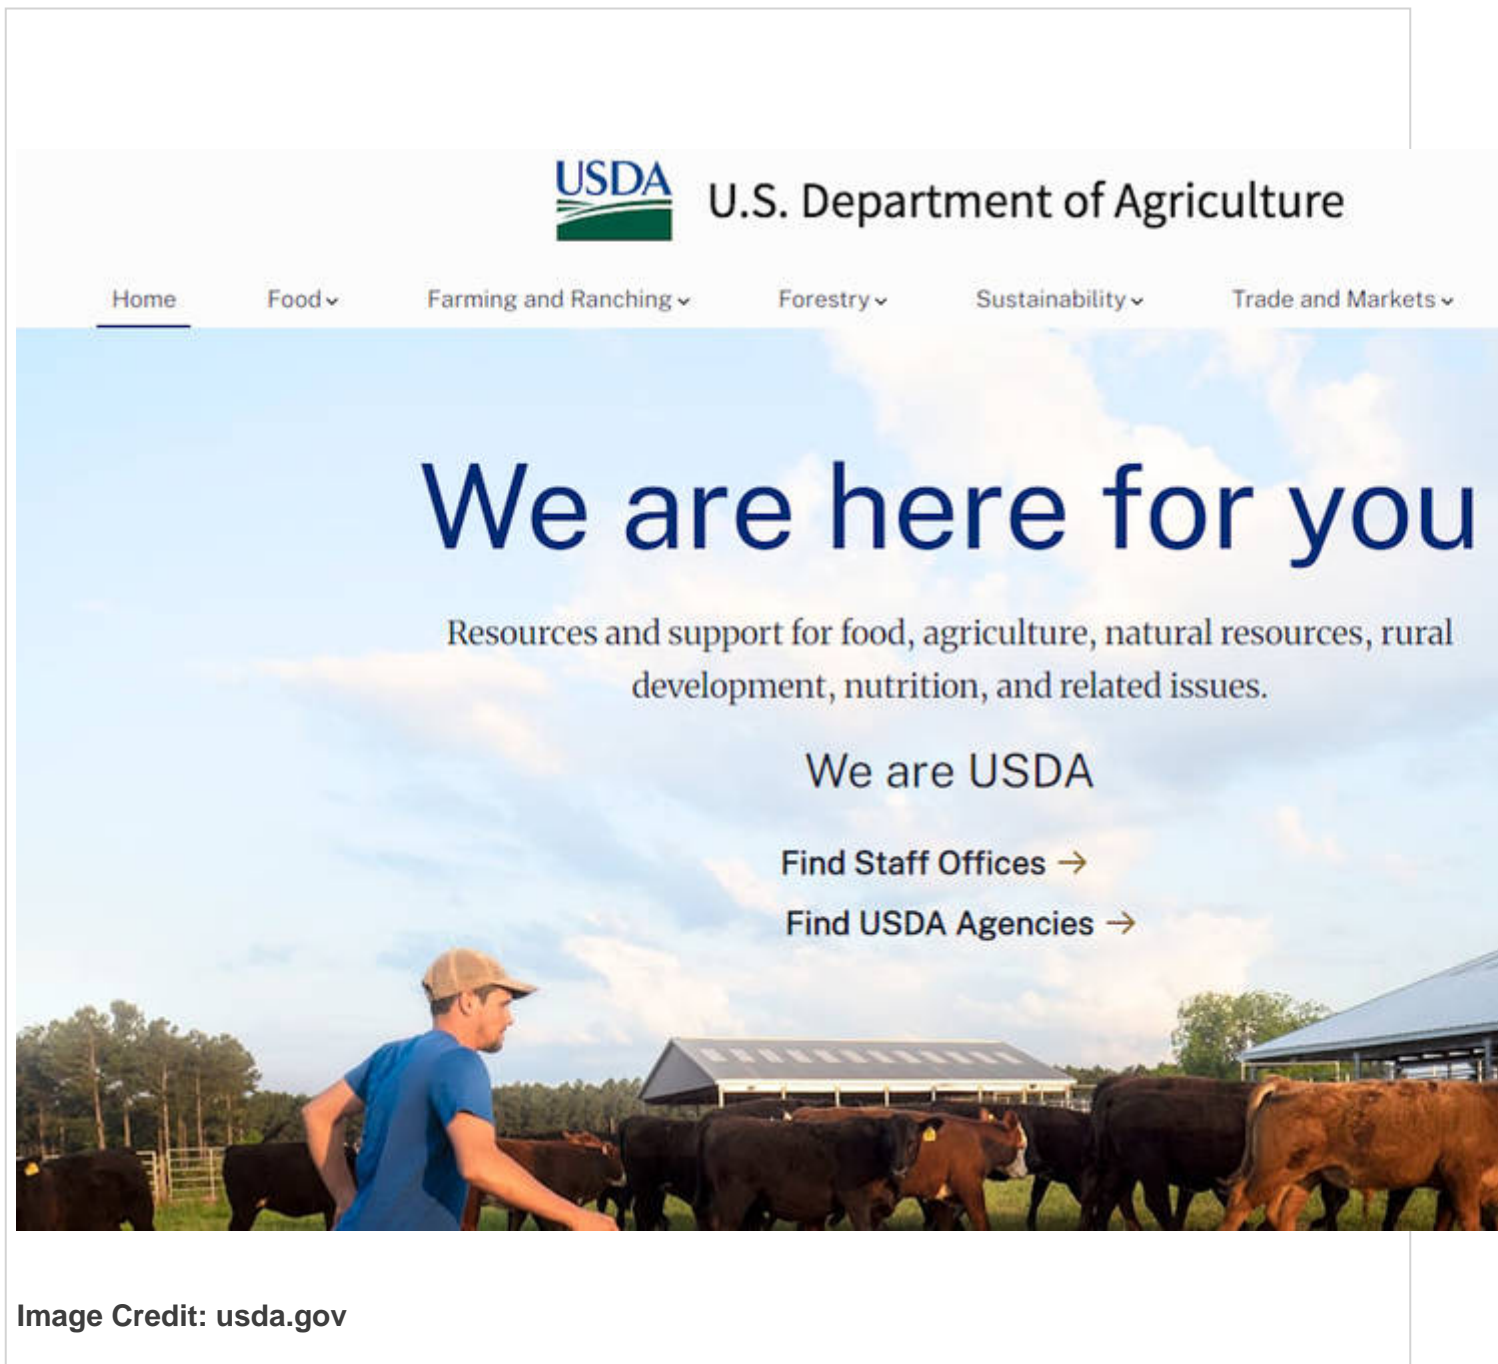 USDA
U.S. Department of Agriculture
Home Food Farming and Ranching Forestry Sustainability Trade and Markets
We are here for you
Resources and support for food, agriculture, natural resources, rural
development, nutrition, and related issues.
We are USDA
Find Staff Offices →
Find USDA Agencies →
Image Credit: usda.gov